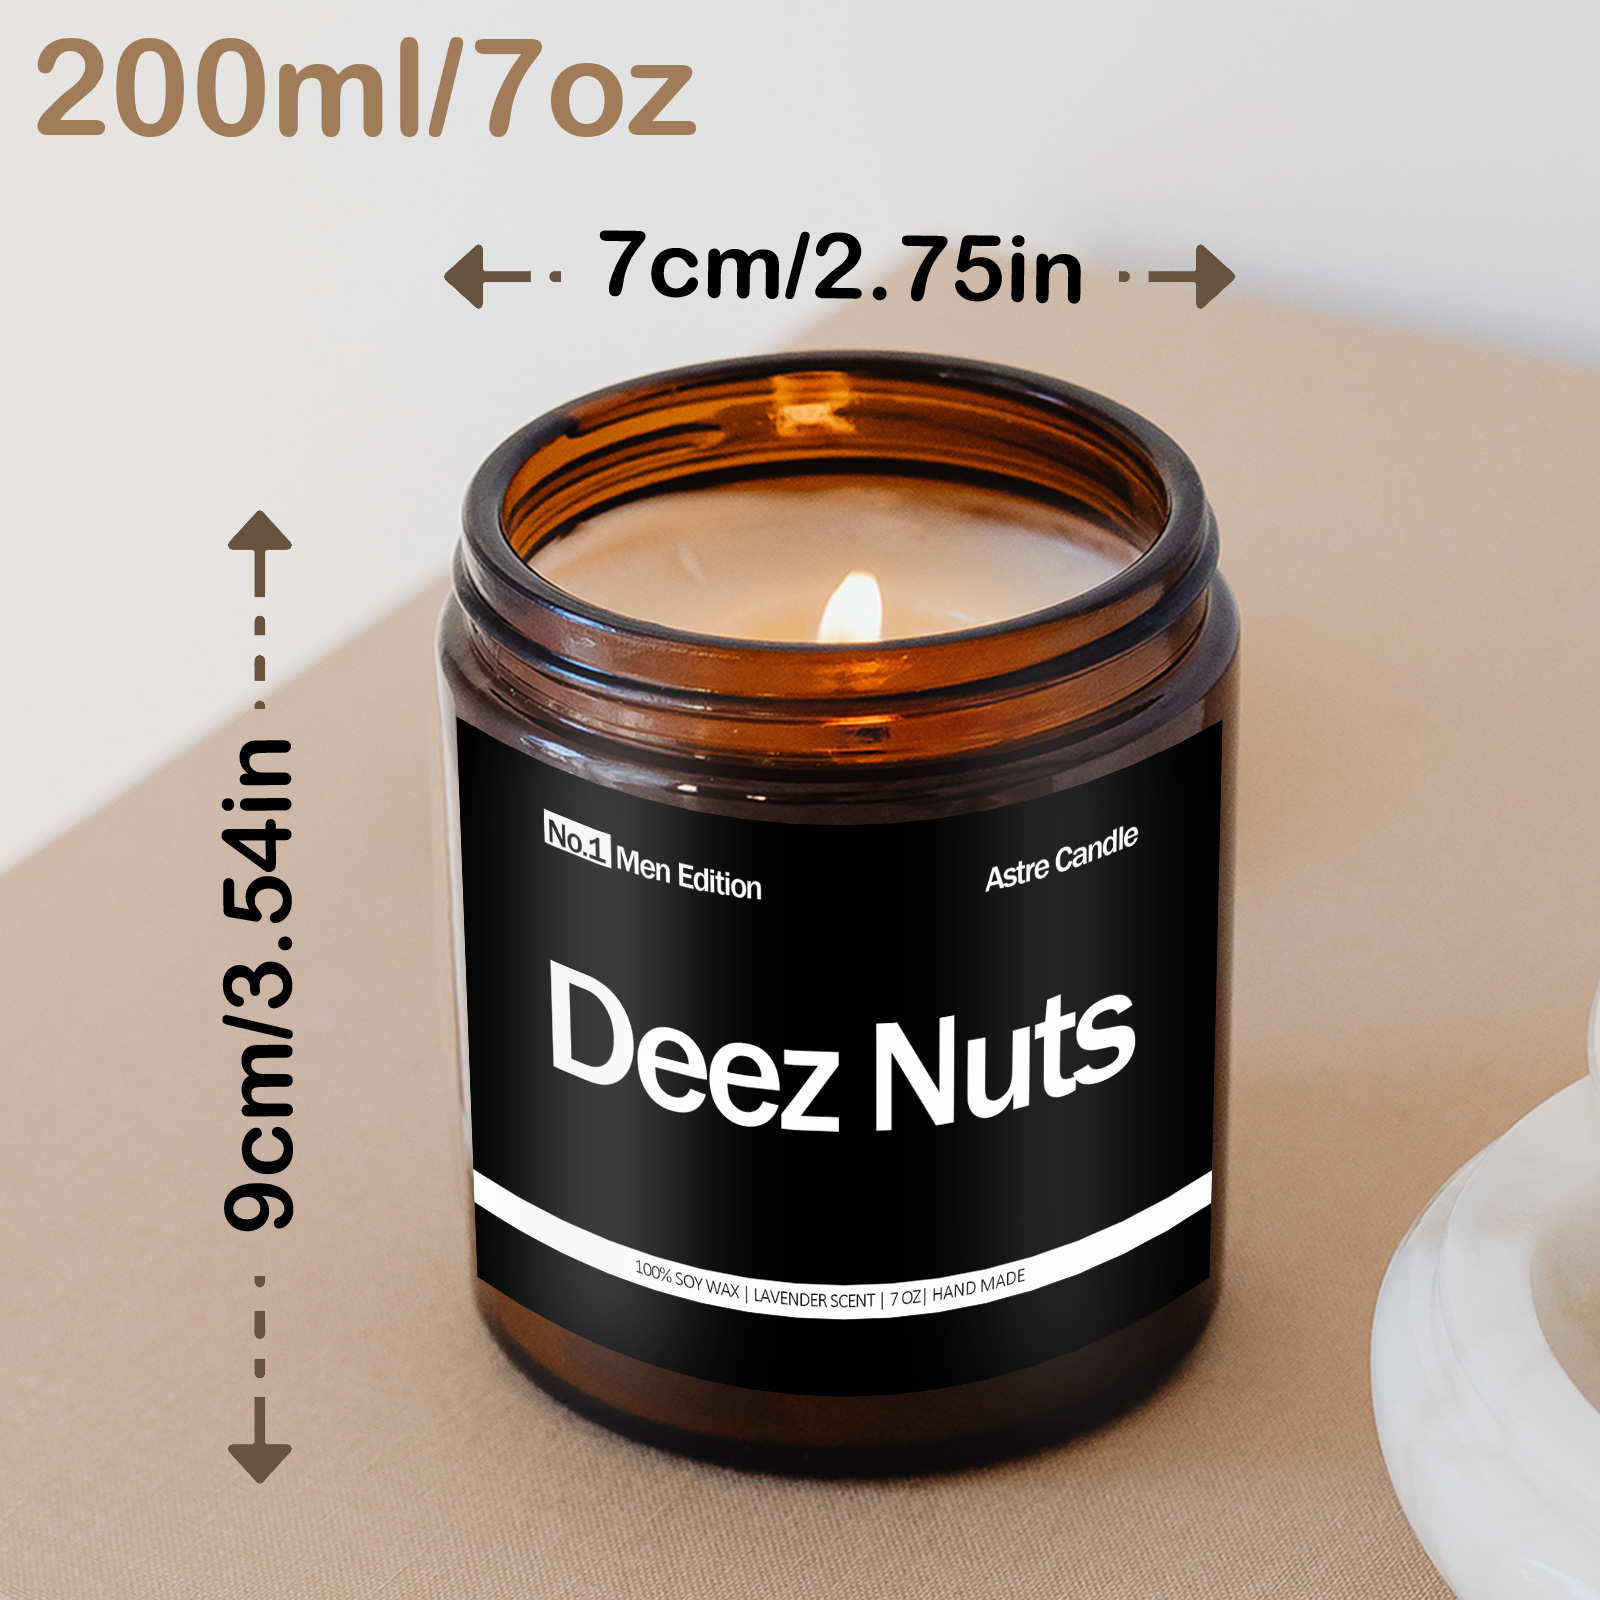 200ml/7oz
7cm/2.75in
9cm/3.54in
No.1 Men Edition
Astre Candle
Deez Nuts
100% SOY WAX | LAVENDER SCENT | 7 OZ| HAND MADE